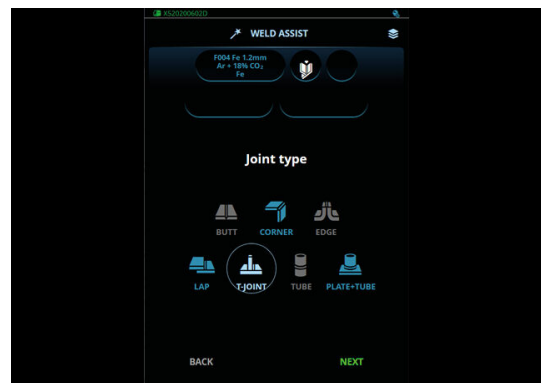 X520200602D
WELD ASSIST
F004 Fe 1.2mm
Ar + 18% CO₂
Fe
Joint type
BUTT CORNER EDGE
LAP T-JOINT TUBE PLATE+TUBE
BACK NEXT